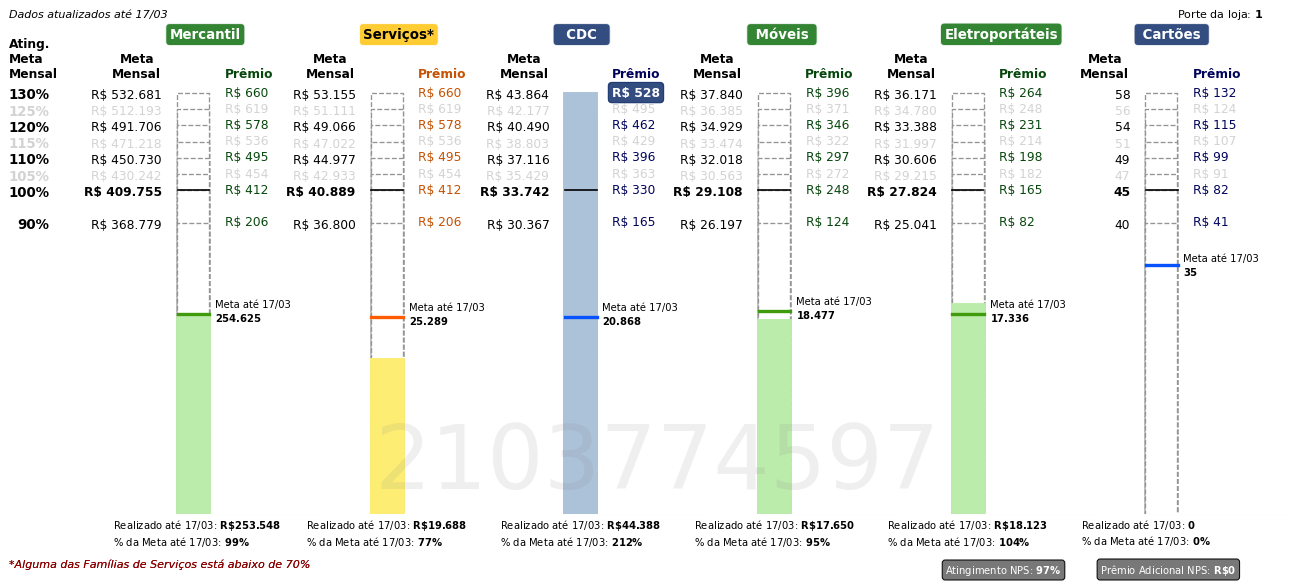 Dados atualizados até 17/03
Porte da loja: 1
Mercantil Serviços* CDC Móveis Eletroportáteis Cartões
Ating. Meta Mensal
Meta Mensal Prêmio Meta Mensal Prêmio Meta Mensal Prêmio Meta Mensal Prêmio Meta Mensal Prêmio Meta Mensal Prêmio
130% R$ 532.681 R$ 660 R$ 53.155 R$ 660 R$ 43.864 R$ 528 R$ 37.840 R$ 396 R$ 36.171 R$ 264 58 R$ 132
125% R$ 512.193 R$ 619 R$ 51.111 R$ 619 R$ 42.177 R$ 495 R$ 36.385 R$ 371 R$ 34.780 R$ 248 56 R$ 124
120% R$ 491.706 R$ 578 R$ 49.066 R$ 578 R$ 40.490 R$ 462 R$ 34.929 R$ 346 R$ 33.388 R$ 231 54 R$ 115
115% R$ 471.218 R$ 536 R$ 47.022 R$ 536 R$ 38.803 R$ 429 R$ 33.474 R$ 322 R$ 31.997 R$ 214 51 R$ 107
110% R$ 450.730 R$ 495 R$ 44.977 R$ 495 R$ 37.116 R$ 396 R$ 32.018 R$ 297 R$ 30.606 R$ 198 49 R$ 99
105% R$ 430.242 R$ 454 R$ 42.933 R$ 454 R$ 35.429 R$ 363 R$ 30.563 R$ 272 R$ 29.215 R$ 182 47 R$ 91
100% R$ 409.755 R$ 412 R$ 40.889 R$ 412 R$ 33.742 R$ 330 R$ 29.108 R$ 248 R$ 27.824 R$ 165 45 R$ 82
90% R$ 368.779 R$ 206 R$ 36.800 R$ 206 R$ 30.367 R$ 165 R$ 26.197 R$ 124 R$ 25.041 R$ 82 40 R$ 41
Meta até 17/03
35
Meta até 17/03 Meta até 17/03 Meta até 17/03 Meta até 17/03 Meta até 17/03
254.625 25.289 20.868 18.477 17.336
2103774597
Realizado até 17/03: R$253.548 Realizado até 17/03: R$19.688 Realizado até 17/03: R$44.388 Realizado até 17/03: R$17.650 Realizado até 17/03: R$18.123 Realizado até 17/03: 0
% da Meta até 17/03: 99% % da Meta até 17/03: 77% % da Meta até 17/03: 212% % da Meta até 17/03: 95% % da Meta até 17/03: 104% % da Meta até 17/03: 0%
*Alguma das Famílias de Serviços está abaixo de 70%
Atingimento NPS: 97% Prêmio Adicional NPS: R$0